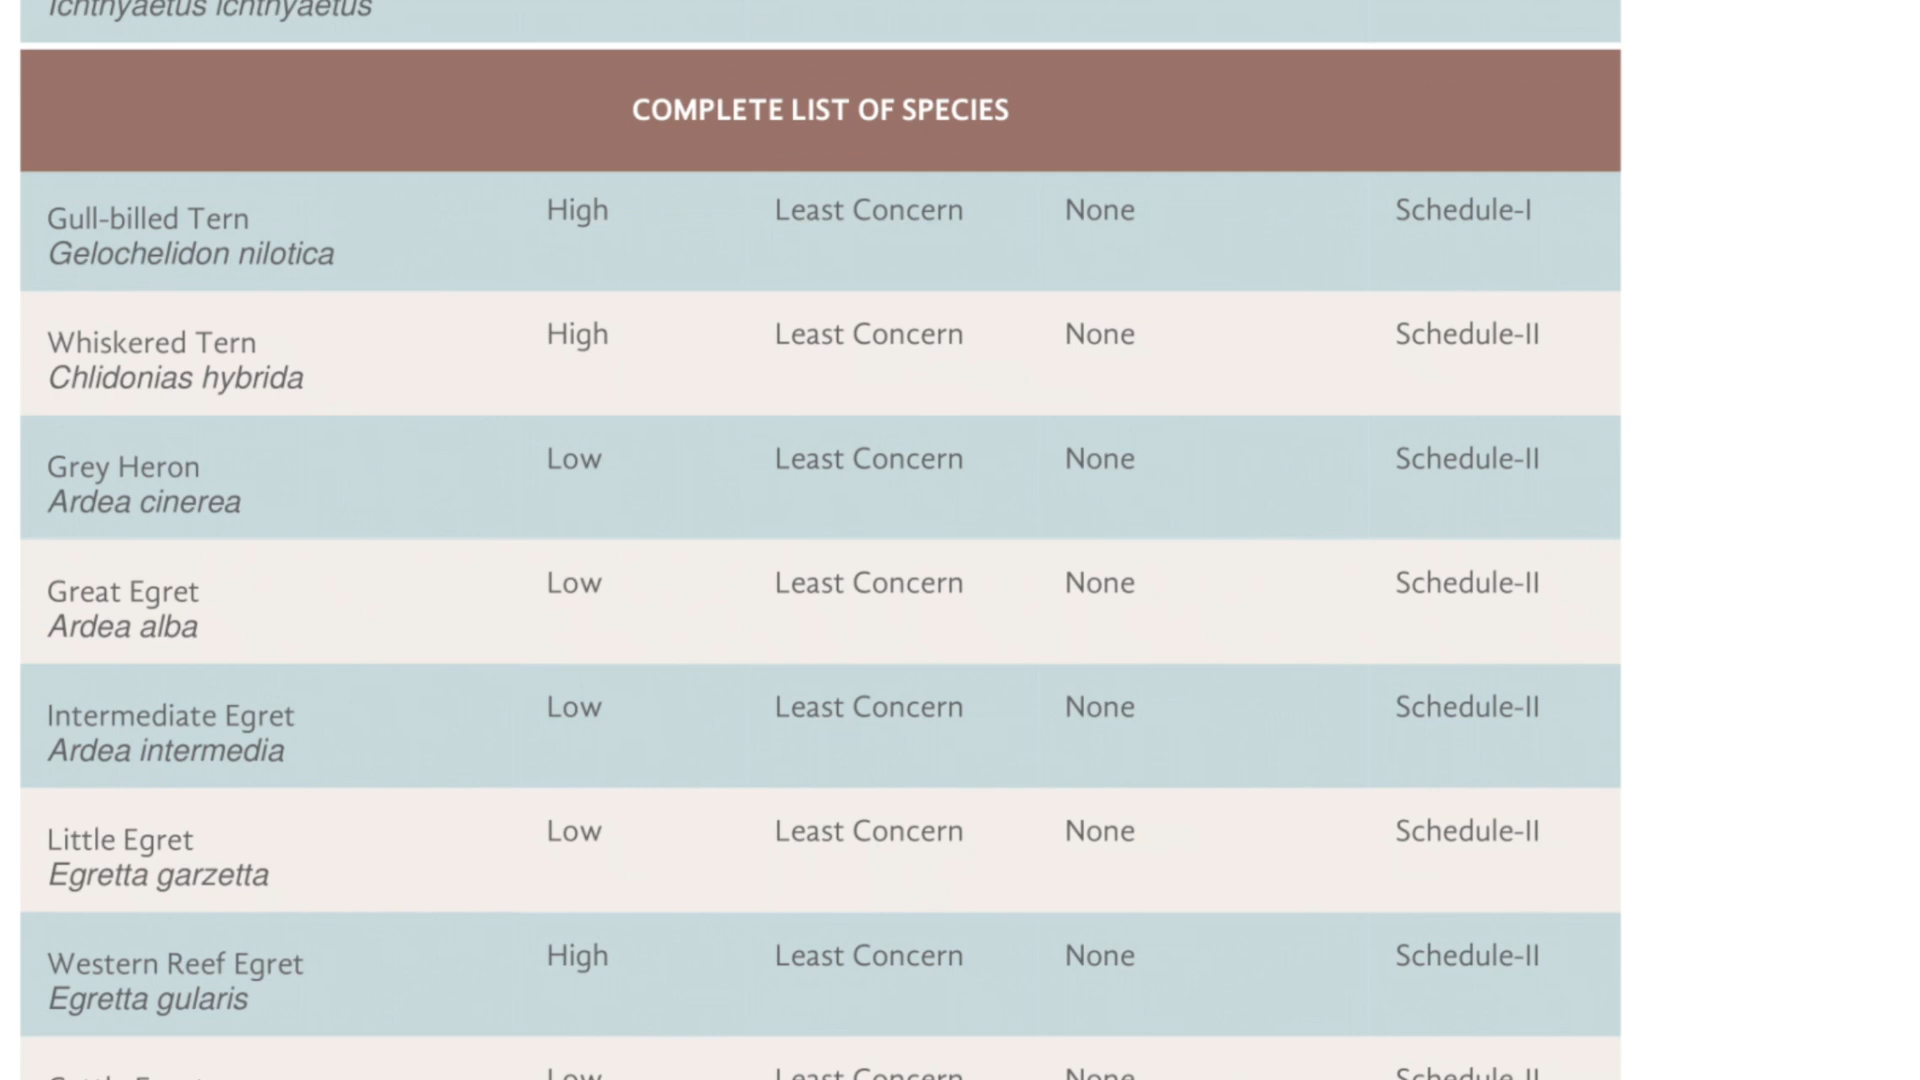 Ichthyaetus ichthyaetus
COMPLETE LIST OF SPECIES
Gull-billed Tern High Least Concern None Schedule-I
Gelochelidon nilotica
Whiskered Tern High Least Concern None Schedule-II
Chlidonias hybrida
Grey Heron Low Least Concern None Schedule-II
Ardea cinerea
Great Egret Low Least Concern None Schedule-II
Ardea alba
Intermediate Egret Low Least Concern None Schedule-II
Ardea intermedia
Little Egret Low Least Concern None Schedule-II
Egretta garzetta
Western Reef Egret High Least Concern None Schedule-II
Egretta gularis
Low Least Concern None Schedule-II